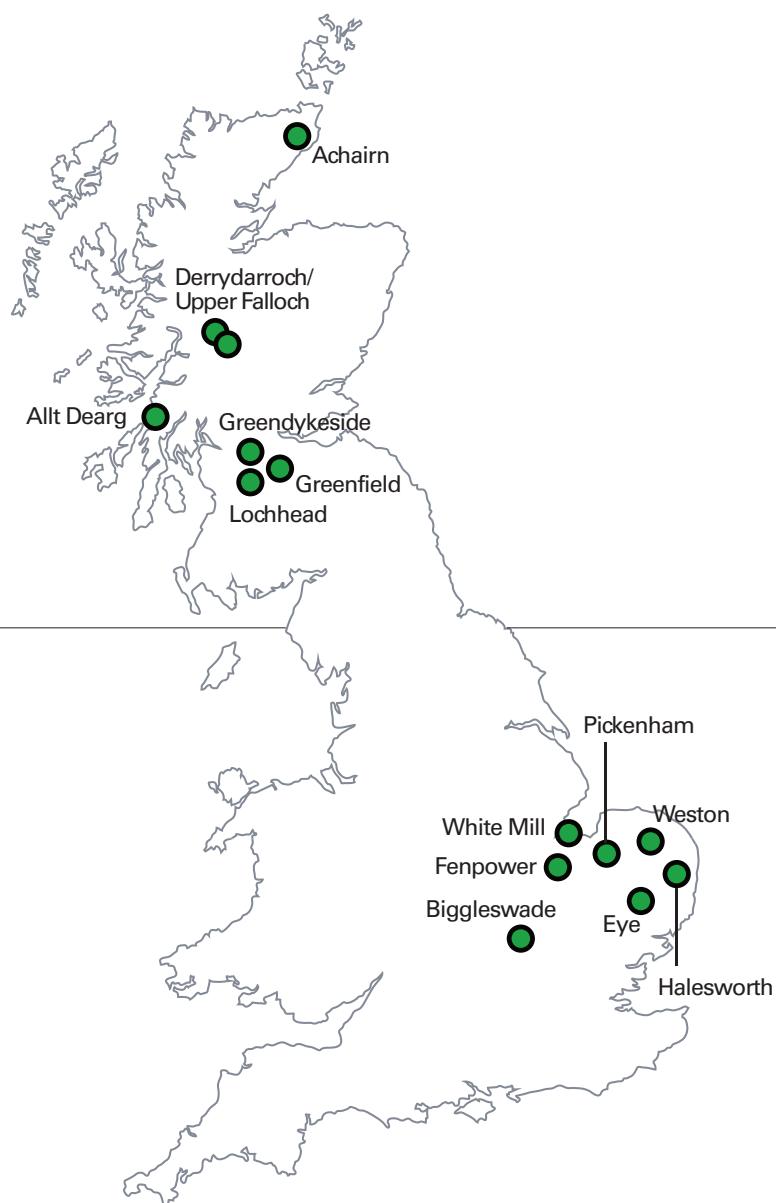 Achairn
Derrydarroch/
Upper Falloch
Allt Dearg
Greendykeside
Greenfield
Lochhead
Pickenham
White Mill
Weston
Fenpower
Biggleswade
Eye
Halesworth